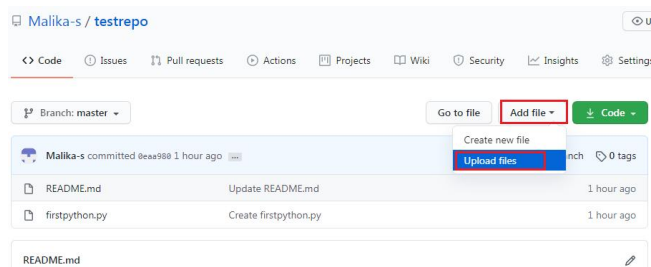 Malika-s / testrepo
Code Issues Pull requests Actions Projects Wiki Security Insights Settings
Branch: master Go to file Add file Code
Create new file
Malika-s committed 0eaa980 1 hour ago ... nch 0 tags
Upload files
README.md Update README.md 1 hour ago
firstpython.py Create firstpython.py 1 hour ago
README.md